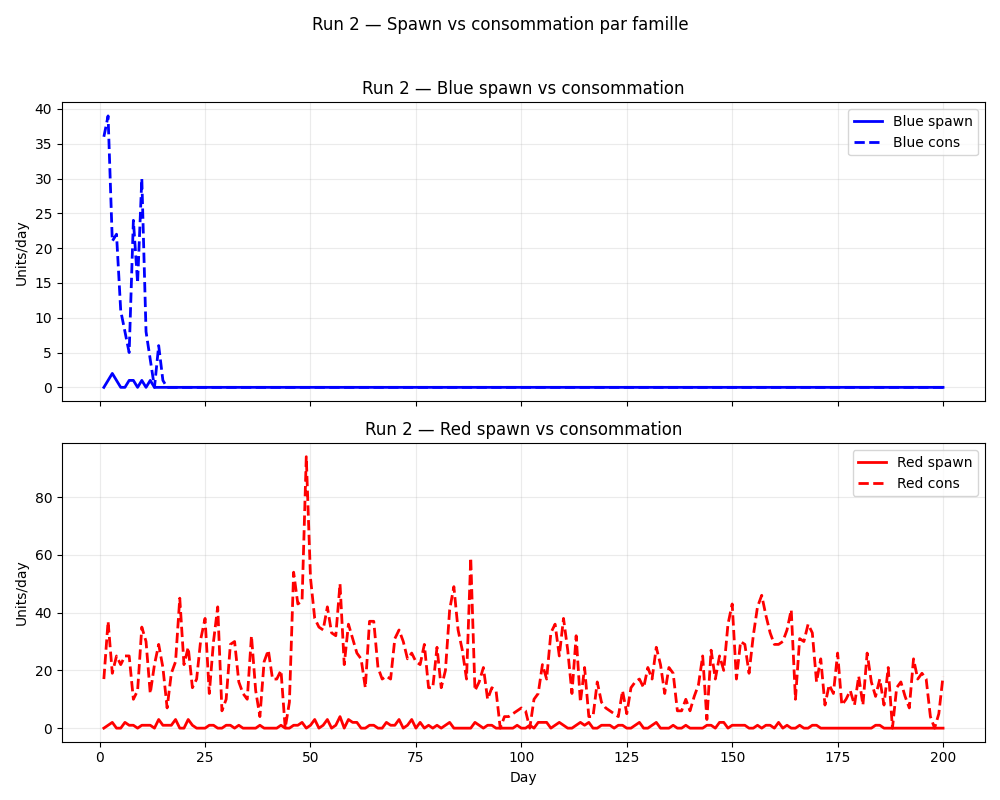 Run 2 — Spawn vs consommation par famille
Run 2 — Blue spawn vs consommation
Units/day
40
35
30
25
20
15
10
5
0
Blue spawn
Blue cons
Run 2 — Red spawn vs consommation
Units/day
80
60
40
20
0
Red spawn
Red cons
0 25 50 75 100 125 150 175 200
Day